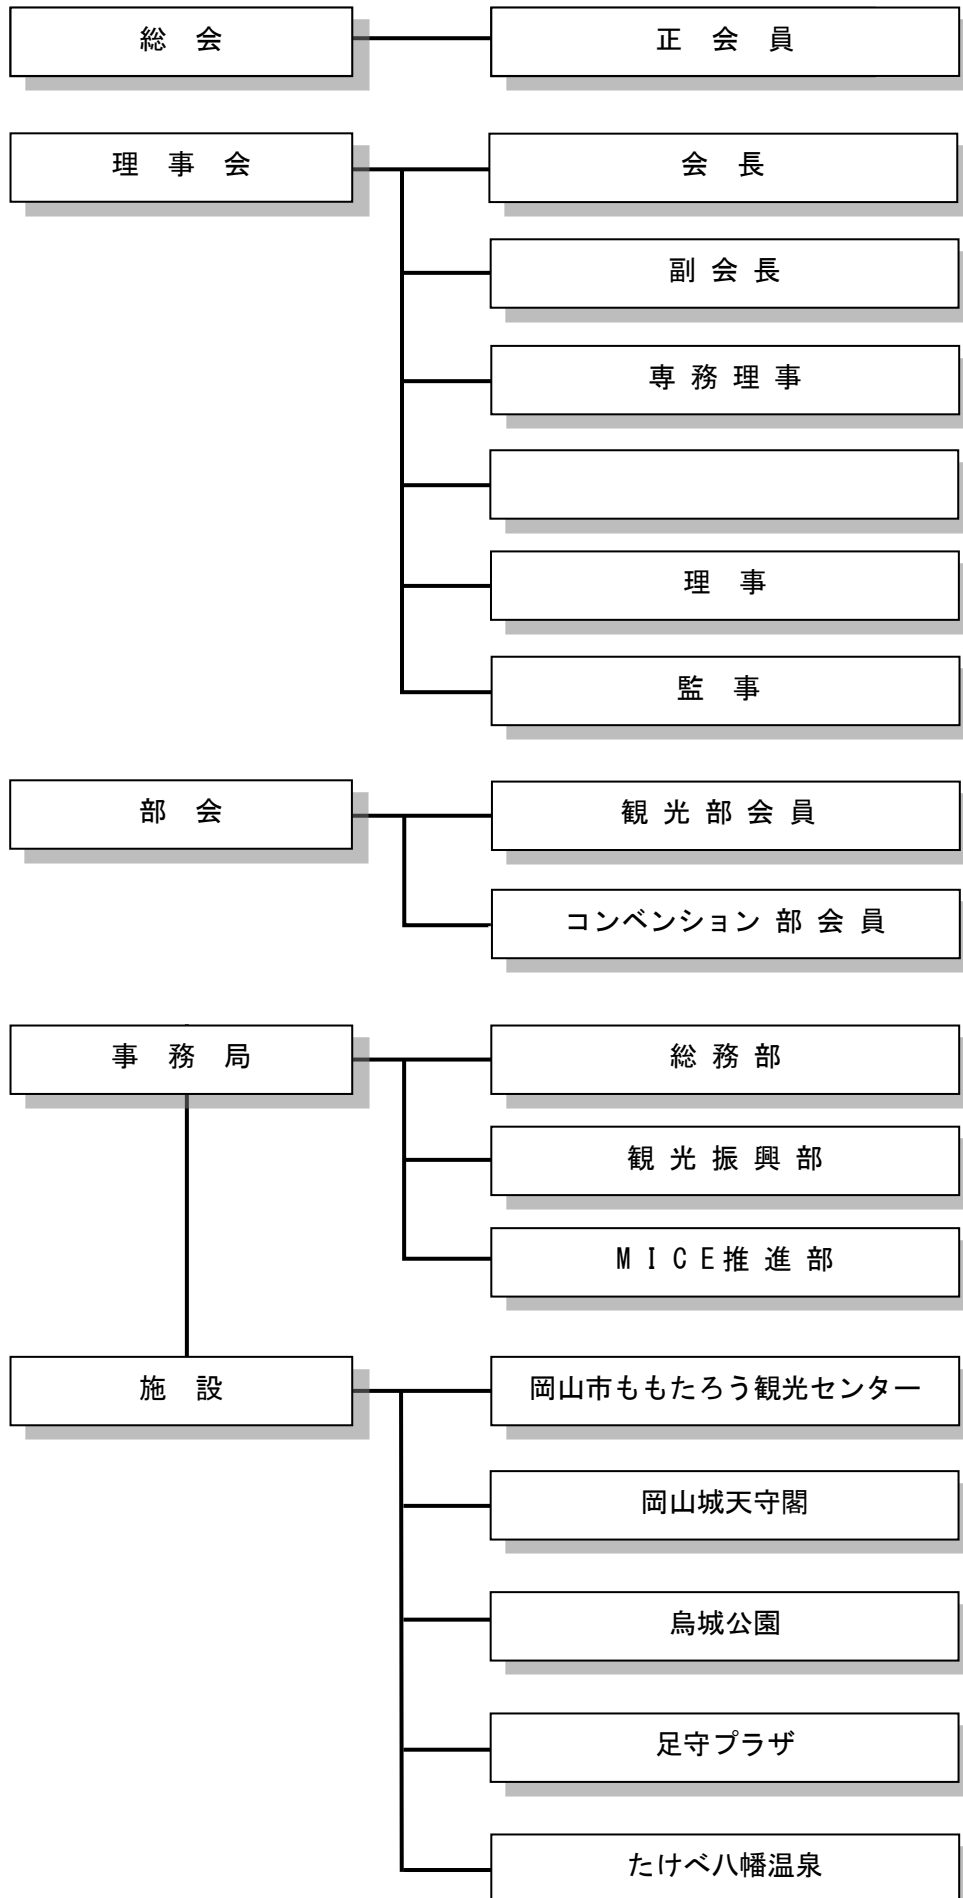 総 会
正 会 員
理 事 会
会 長
副 会 長
専 務 理 事
理 事
監 事
部 会
観 光 部 会 員
コンベンション 部 会 員
事 務 局
総 務 部
観 光 振 興 部
M I C E 推 進 部
施 設
岡山市ももたろう観光センター
岡山城天守閣
烏城公園
足守プラザ
たけべ八幡温泉